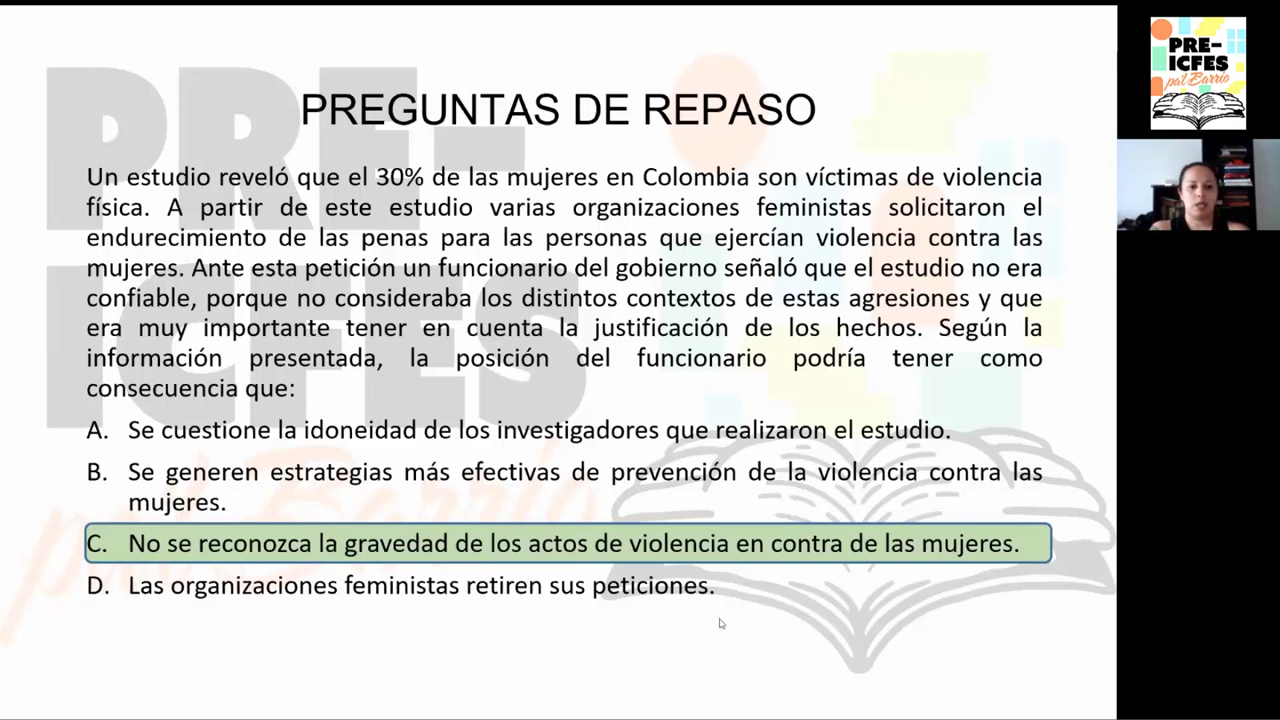 PREGUNTAS DE REPASO
Un estudio reveló que el 30% de las mujeres en Colombia son víctimas de violencia
física. A partir de este estudio varias organizaciones feministas solicitaron el
endurecimiento de las penas para las personas que ejercían violencia contra las
mujeres. Ante esta petición un funcionario del gobierno señaló que el estudio no era
confiable, porque no consideraba los distintos contextos de estas agresiones y que
era muy importante tener en cuenta la justificación de los hechos. Según la
información presentada, la posición del funcionario podría tener como
consecuencia que:
A. Se cuestione la idoneidad de los investigadores que realizaron el estudio.
B. Se generen estrategias más efectivas de prevención de la violencia contra las
mujeres.
C. No se reconozca la gravedad de los actos de violencia en contra de las mujeres.
D. Las organizaciones feministas retiren sus peticiones.
PRE-
ICFES
pal Barrio
PRE-
ICFES
pal Barrio